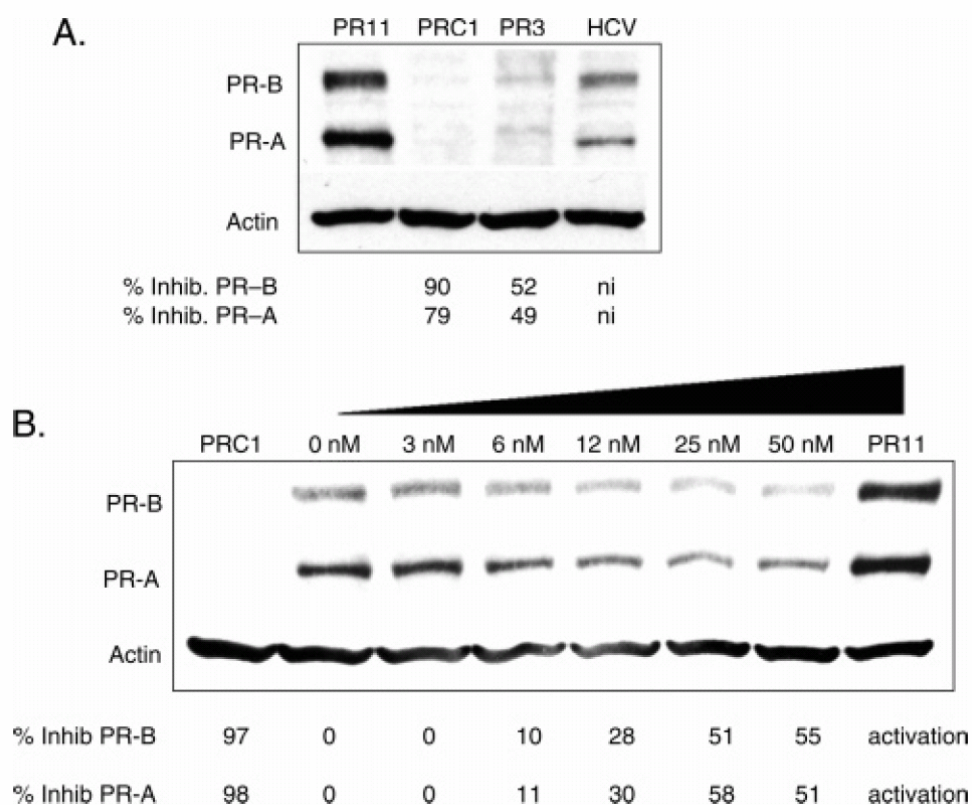 A.
PR11 PRC1 PR3 HCV
PR-B
PR-A
Actin
% Inhib. PR–B 90 52 ni
% Inhib. PR–A 79 49 ni
B.
PRC1 0 nM 3 nM 6 nM 12 nM 25 nM 50 nM PR11
PR-B
PR-A
Actin
% Inhib PR-B 97 0 0 10 28 51 55 activation
% Inhib PR-A 98 0 0 11 30 58 51 activation